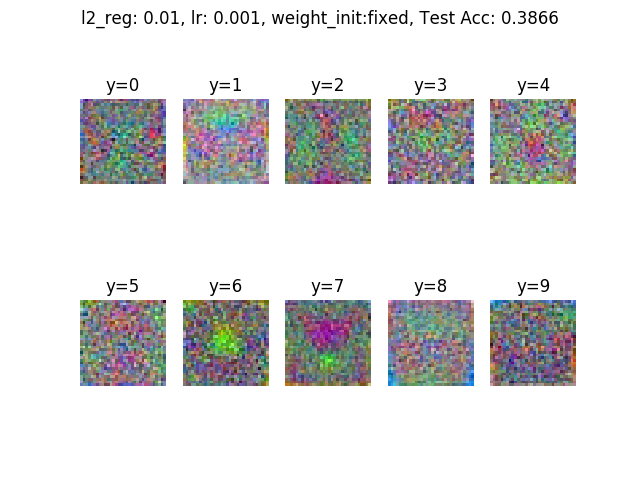 l2_reg: 0.01, lr: 0.001, weight_init:fixed, Test Acc: 0.3866
y=0 y=1 y=2 y=3 y=4
y=5 y=6 y=7 y=8 y=9